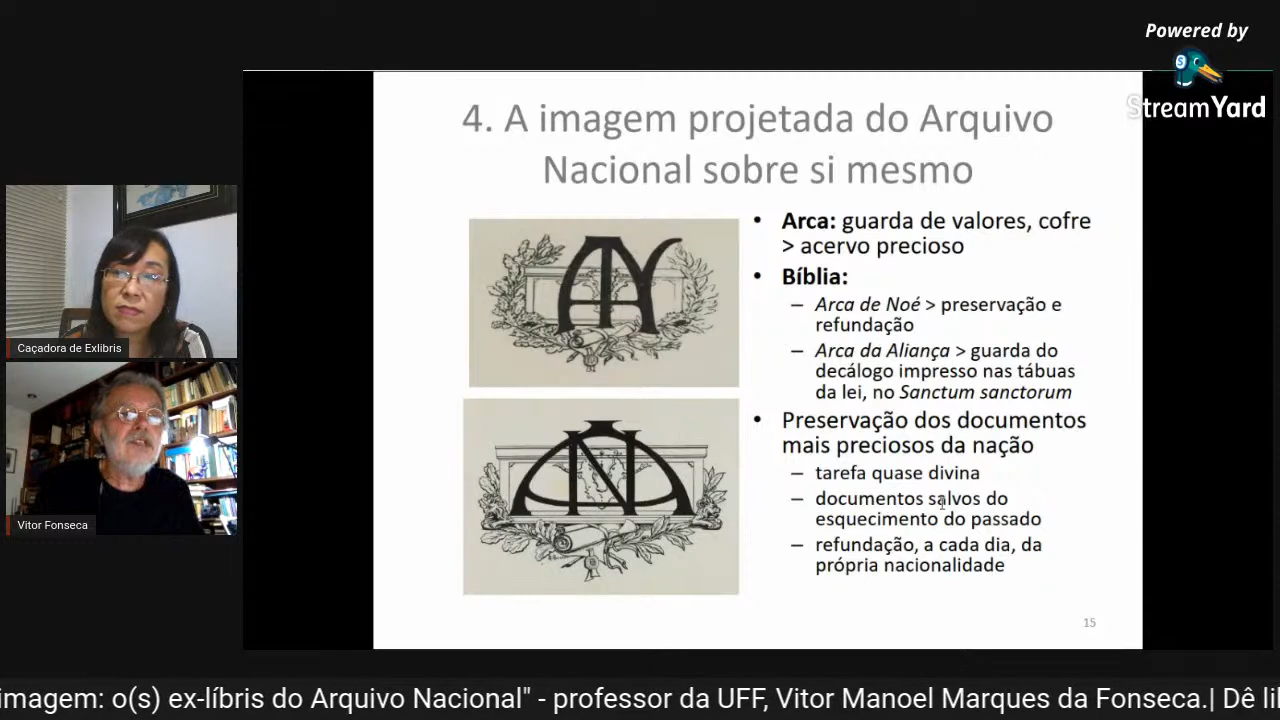 Powered by
StreamYard
4. A imagem projetada do Arquivo
Nacional sobre si mesmo
• Arca: guarda de valores, cofre
> acervo precioso
• Bíblia:
– Arca de Noé > preservação e
refundação
– Arca da Aliança > guarda do
decálogo impresso nas tábuas
da lei, no Sanctum sanctorum
• Preservação dos documentos
mais preciosos da nação
– tarefa quase divina
– documentos salvos do
esquecimento do passado
– refundação, a cada dia, da
própria nacionalidade
15
AN
AN
Caçadora de Exlibris
Vitor Fonseca
imagem: o(s) ex-líbris do Arquivo Nacional" - professor da UFF, Vitor Manoel Marques da Fonseca.| Dê li